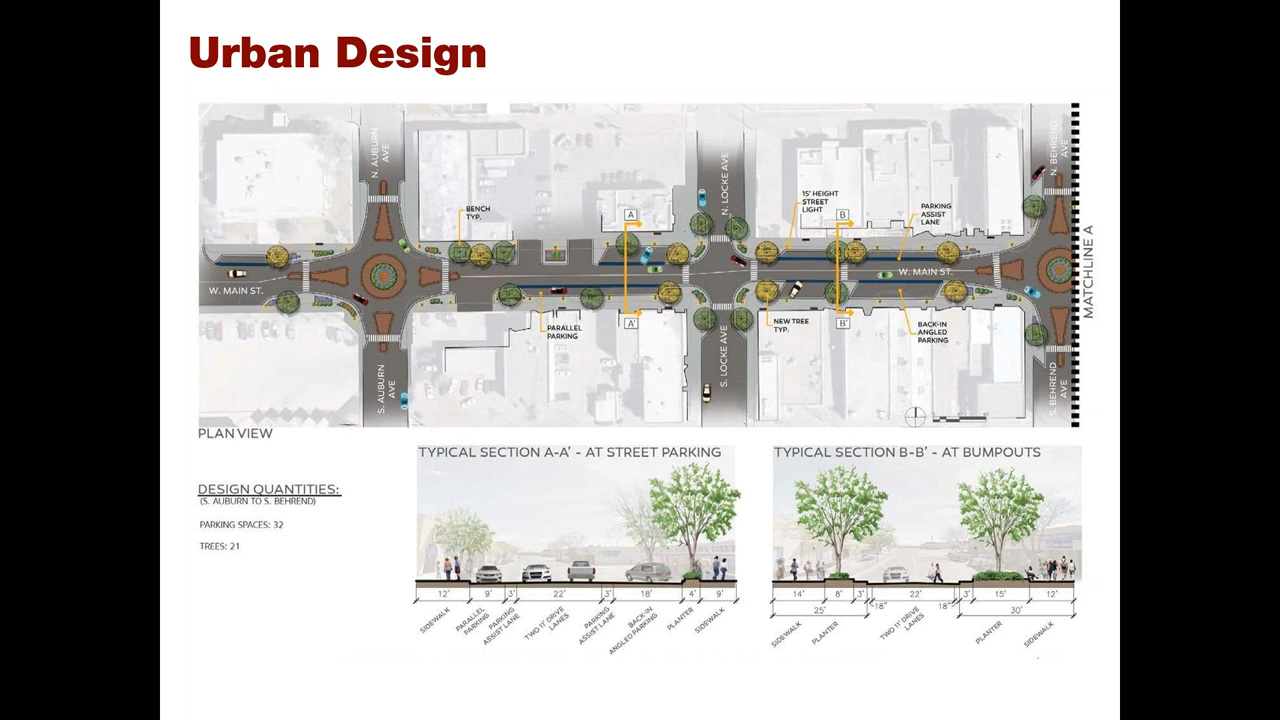 Urban Design
N. AUBURN
AVE
N. LOCKE AVE
N. BEHREND
AVE
15' HEIGHT
STREET
LIGHT
BENCH
TYP.
PARKING
ASSIST
LANE
A
B
W. MAIN ST.
W. MAIN ST.
MATCHLINE A
A'
B'
PARALLEL
PARKING
NEW TREE
TYP.
BACK-IN
ANGLED
PARKING
S. AUBURN
AVE
S. LOCKE AVE
S. BEHREND
AVE
PLAN VIEW
TYPICAL SECTION A-A' - AT STREET PARKING
TYPICAL SECTION B-B' - AT BUMPOUTS
DESIGN QUANTITIES:
(S. AUBURN TO S. BEHREND)
PARKING SPACES: 32
TREES: 21
12' 9' 3' 22' 3' 18' 4' 9'
SIDEWALK
PARALLEL
PARKING
PARKING
ASSIST LANE
TWO 11' DRIVE
LANES
PARKING
ASSIST LANE
BACK-IN
ANGLED PARKING
PLANTER
SIDEWALK
14' 8' 3' 22' 3' 15' 12'
25' 18" 18" 30'
SIDEWALK
PLANTER
TWO 11' DRIVE
LANES
PLANTER
SIDEWALK